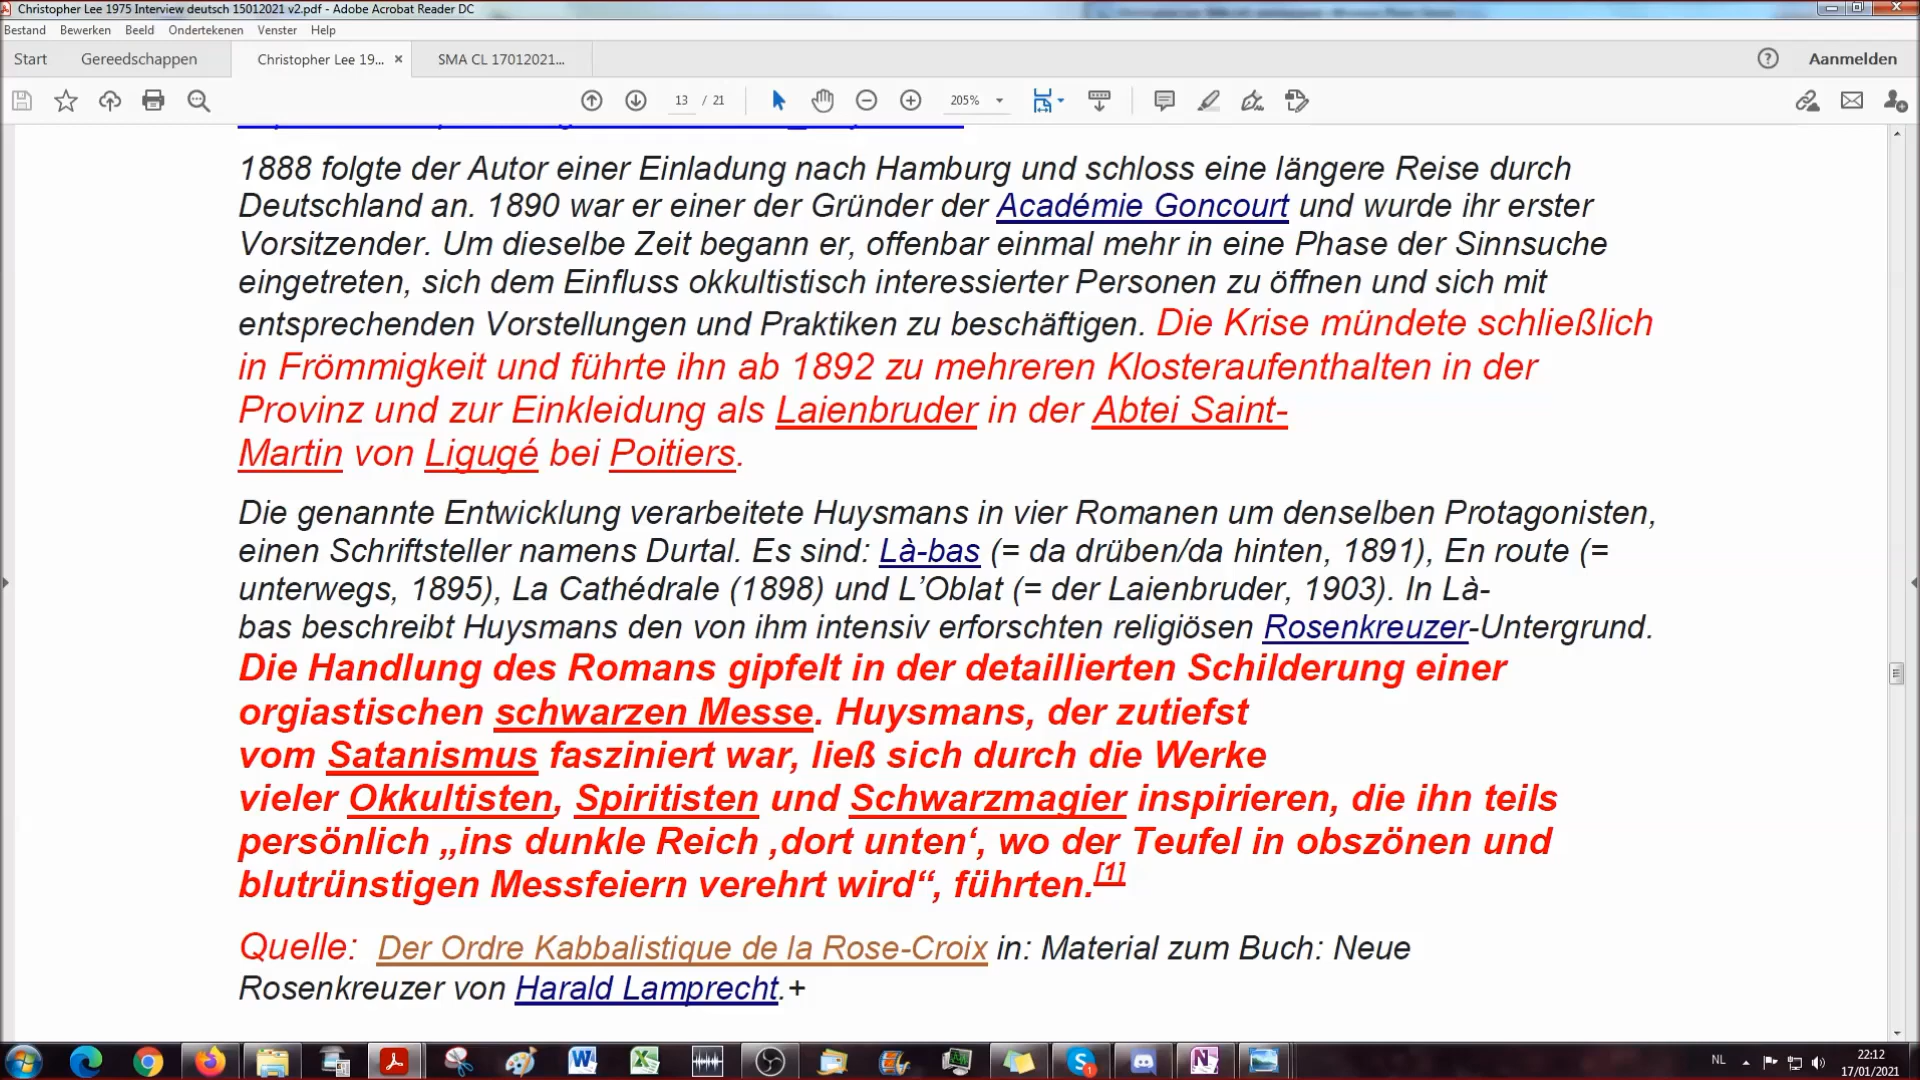 Christopher Lee 1975 Interview deutsch 15012021 v2.pdf - Adobe Acrobat Reader DC
Bestand Bewerken Beeld Ondertekenen Venster Help
Start Gereedschappen Christopher Lee 19... × SMA CL 17012021... Aanmelden
13 / 21 205%
1888 folgte der Autor einer Einladung nach Hamburg und schloss eine längere Reise durch
Deutschland an. 1890 war er einer der Gründer der Académie Goncourt und wurde ihr erster
Vorsitzender. Um dieselbe Zeit begann er, offenbar einmal mehr in eine Phase der Sinnsuche
eingetreten, sich dem Einfluss okkultistisch interessierter Personen zu öffnen und sich mit
entsprechenden Vorstellungen und Praktiken zu beschäftigen. Die Krise mündete schließlich
in Frömmigkeit und führte ihn ab 1892 zu mehreren Klosteraufenthalten in der
Provinz und zur Einkleidung als Laienbruder in der Abtei Saint-
Martin von Ligugé bei Poitiers.
Die genannte Entwicklung verarbeitete Huysmans in vier Romanen um denselben Protagonisten,
einen Schriftsteller namens Durtal. Es sind: Là-bas (= da drüben/da hinten, 1891), En route (=
unterwegs, 1895), La Cathédrale (1898) und L’Oblat (= der Laienbruder, 1903). In Là-
bas beschreibt Huysmans den von ihm intensiv erforschten religiösen Rosenkreuzer-Untergrund.
Die Handlung des Romans gipfelt in der detaillierten Schilderung einer
orgiastischen schwarzen Messe. Huysmans, der zutiefst
vom Satanismus fasziniert war, ließ sich durch die Werke
vieler Okkultisten, Spiritisten und Schwarzmagier inspirieren, die ihn teils
persönlich „ins dunkle Reich ‚dort unten‘, wo der Teufel in obszönen und
blutrünstigen Messfeiern verehrt wird“, führten.[1]
Quelle: Der Ordre Kabbalistique de la Rose-Croix in: Material zum Buch: Neue
Rosenkreuzer von Harald Lamprecht.+
NL 22:12
17/01/2021